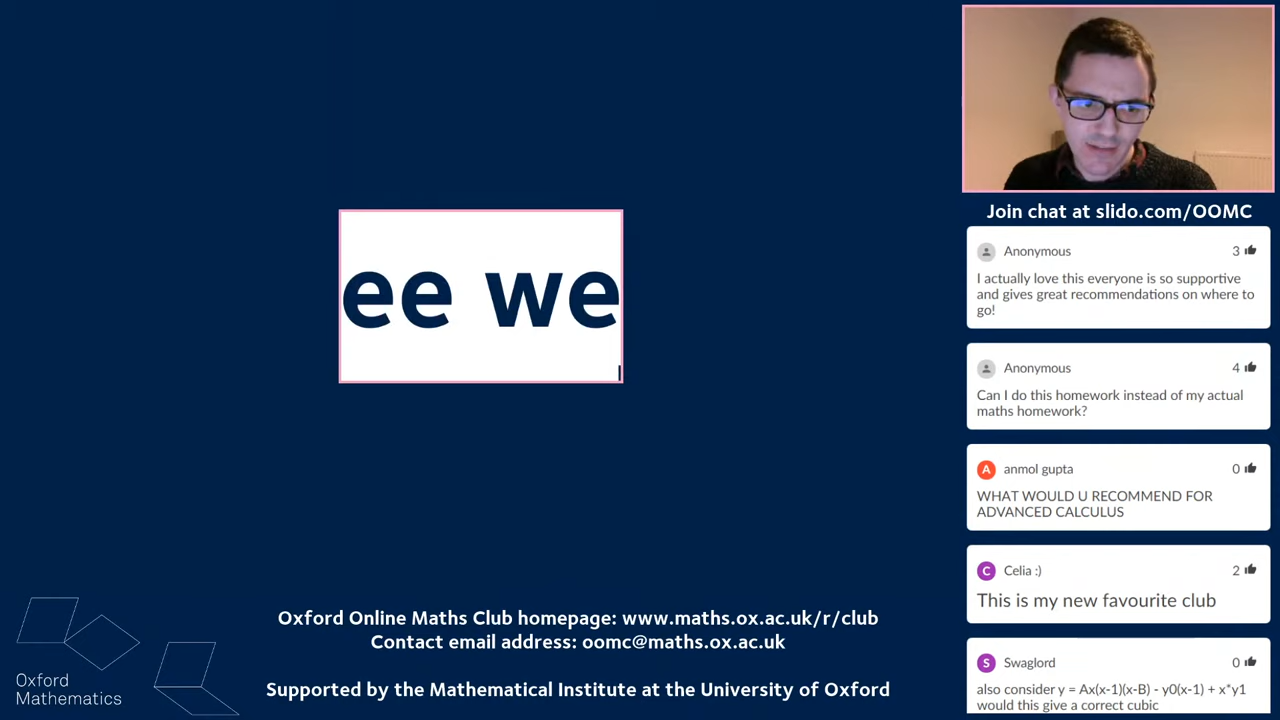 ee we
Join chat at slido.com/OOMC
Anonymous
3
I actually love this everyone is so supportive
and gives great recommendations on where to
go!
Anonymous
4
Can I do this homework instead of my actual
maths homework?
A
anmol gupta
0
WHAT WOULD U RECOMMEND FOR
ADVANCED CALCULUS
C
Celia :)
2
This is my new favourite club
S
Swaglord
0
also consider y = Ax(x-1)(x-B) - y0(x-1) + x*y1
would this give a correct cubic
Oxford Online Maths Club homepage: www.maths.ox.ac.uk/r/club
Contact email address: oomc@maths.ox.ac.uk
Supported by the Mathematical Institute at the University of Oxford
Oxford
Mathematics